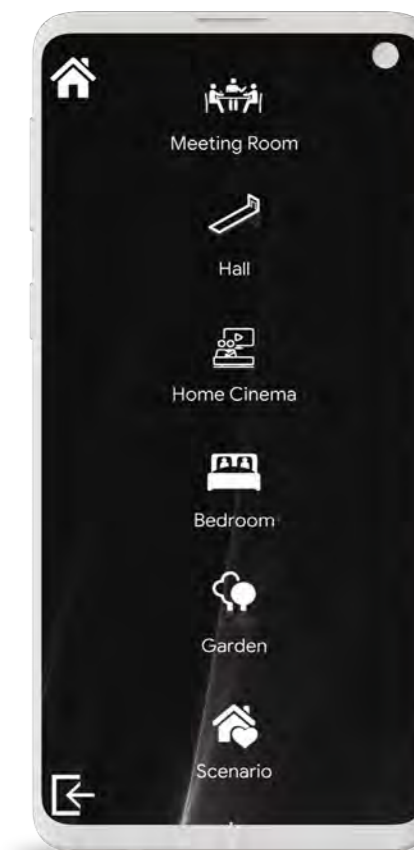 Meeting Room
Hall
Home Cinema
Bedroom
Garden
Scenario